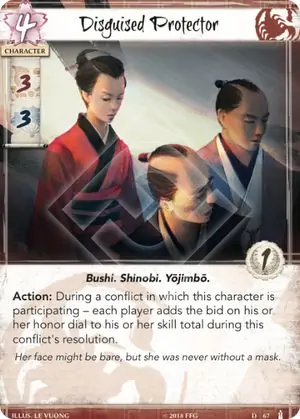 4
Disguised Protector
CHARACTER
3
3
Bushi. Shinobi. Yōjimbō.
1
Action: During a conflict in which this character is
participating – each player adds the bid on his or
her honor dial to his or her skill total during this
conflict's resolution.
Her face might be bare, but she was never without a mask.
ILLUS. LE VUONG
© 2018 FFG
D 67